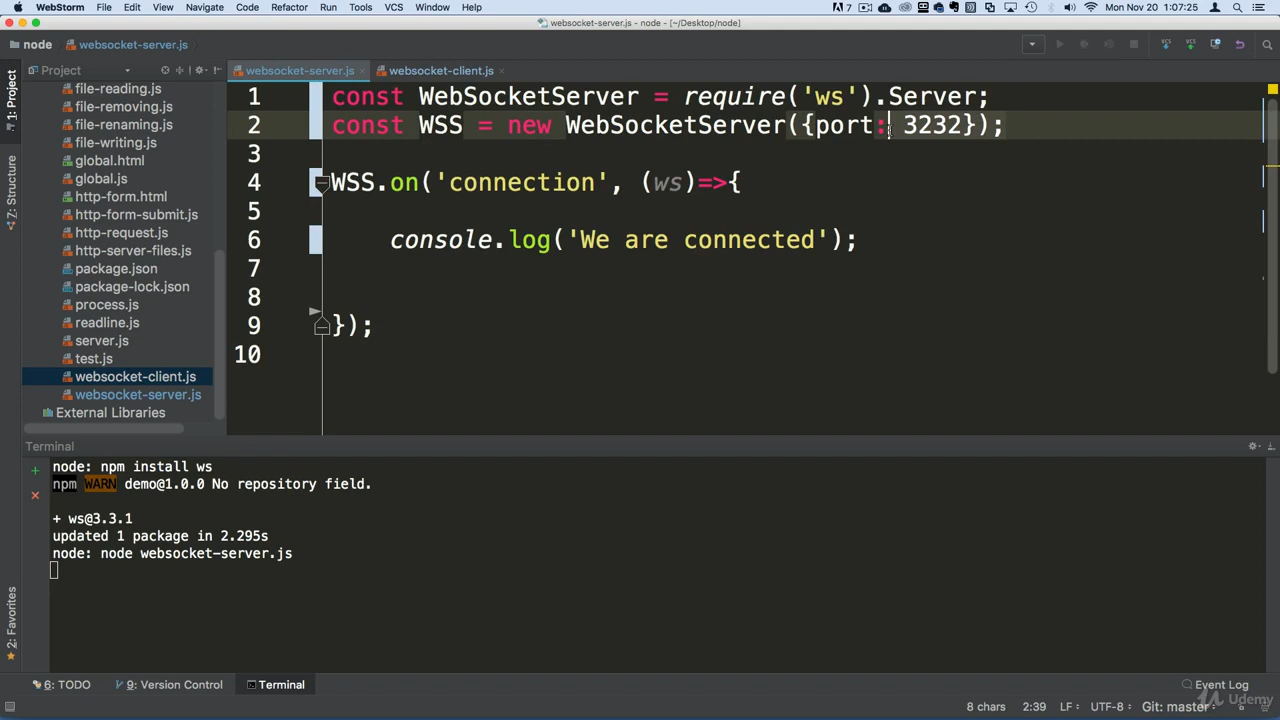 WebStorm File Edit View Navigate Code Refactor Run Tools VCS Window Help 7 Mon Nov 20 1:07:25
websocket-server.js - node - [~/Desktop/node]
node websocket-server.js
1: Project
Project
websocket-server.js websocket-client.js
file-reading.js
file-removing.js
file-renaming.js
file-writing.js
global.html
global.js
http-form.html
http-form-submit.js
http-request.js
http-server-files.js
package.json
package-lock.json
process.js
readline.js
server.js
test.js
websocket-client.js
websocket-server.js
External Libraries
Z: Structure
2: Favorites
1 const WebSocketServer = require('ws').Server;
2 const WSS = new WebSocketServer({port: 3232});
3
4 WSS.on('connection', (ws)=>{
5
6 console.log('We are connected');
7
8
9 });
10
Terminal
node: npm install ws
npm WARN demo@1.0.0 No repository field.
+ ws@3.3.1
updated 1 package in 2.295s
node: node websocket-server.js
6: TODO 9: Version Control Terminal Event Log
8 chars 2:39 LF÷ UTF-8÷ Git: master÷
Udemy